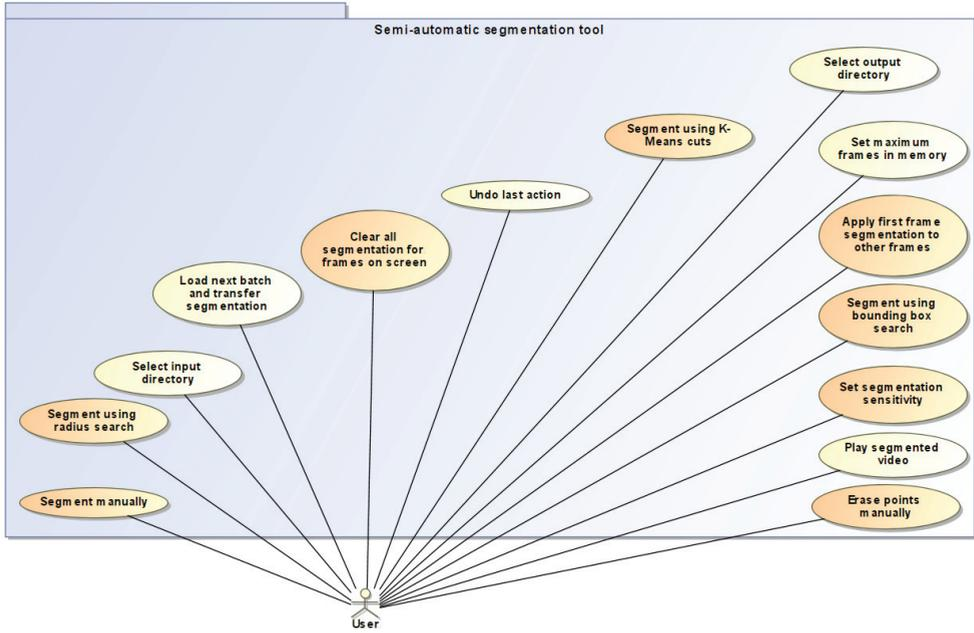 Semi-automatic segmentation tool
Select output
directory
Segment using K-
Means cuts
Set maximum
frames in memory
Undo last action
Apply first frame
segmentation to
other frames
Clear all
segmentation for
frames on screen
Load next batch
and transfer
segmentation
Segment using
bounding box
search
Select input
directory
Set segmentation
sensitivity
Segment using
radius search
Play segmented
video
Segment manually
Erase points
manually
User